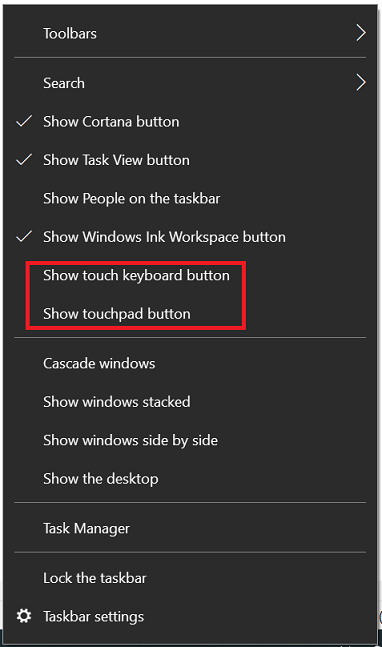 Toolbars
Search
Show Cortana button
Show Task View button
Show People on the taskbar
Show Windows Ink Workspace button
Show touch keyboard button
Show touchpad button
Cascade windows
Show windows stacked
Show windows side by side
Show the desktop
Task Manager
Lock the taskbar
Taskbar settings